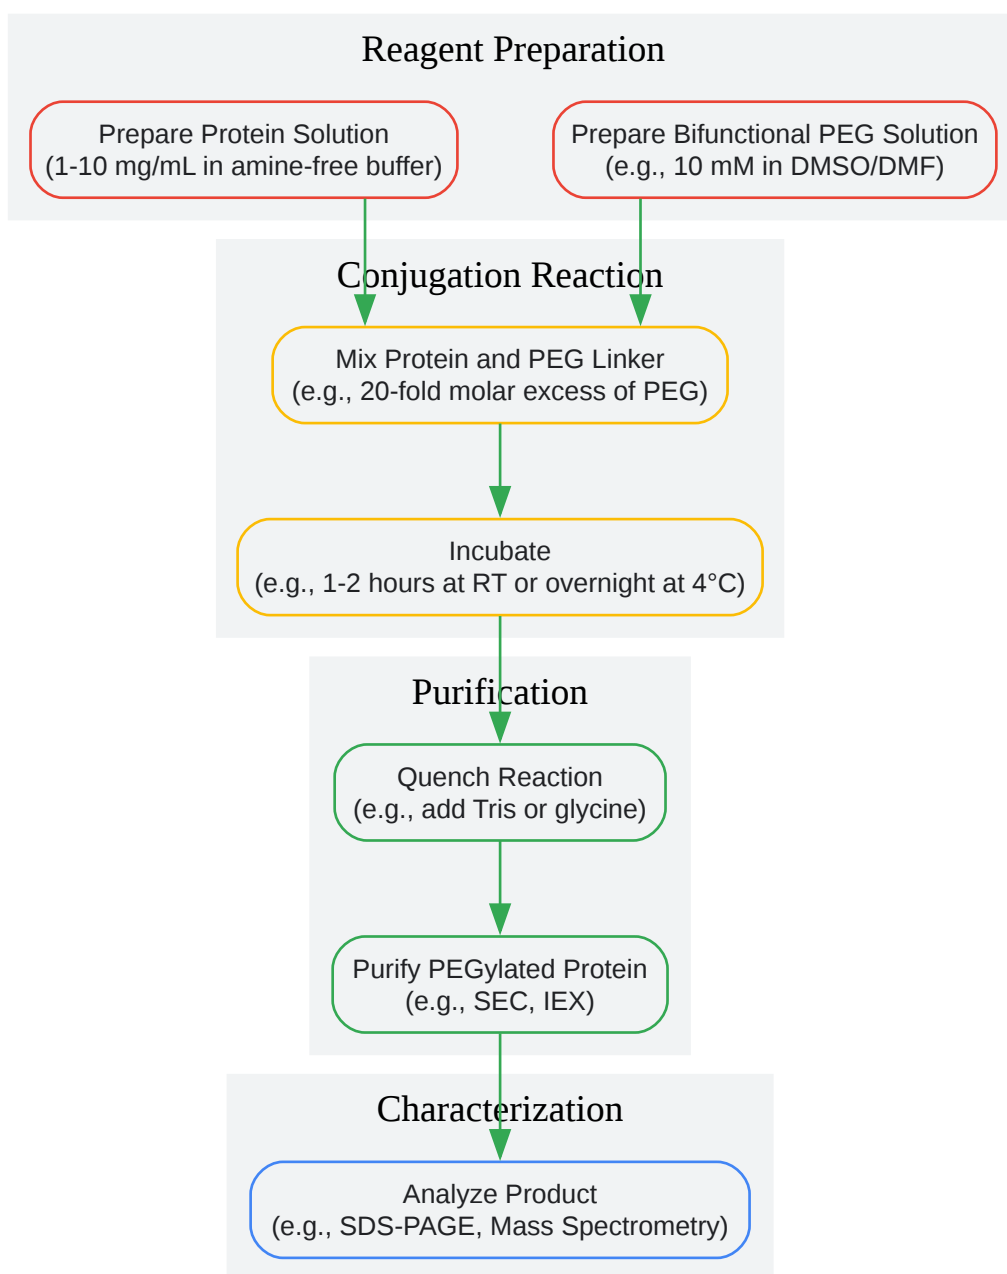 Reagent Preparation
Prepare Protein Solution
(1-10 mg/mL in amine-free buffer)
Prepare Bifunctional PEG Solution
(e.g., 10 mM in DMSO/DMF)
Conjugation Reaction
Mix Protein and PEG Linker
(e.g., 20-fold molar excess of PEG)
Incubate
(e.g., 1-2 hours at RT or overnight at 4°C)
Purification
Quench Reaction
(e.g., add Tris or glycine)
Purify PEGylated Protein
(e.g., SEC, IEX)
Characterization
Analyze Product
(e.g., SDS-PAGE, Mass Spectrometry)